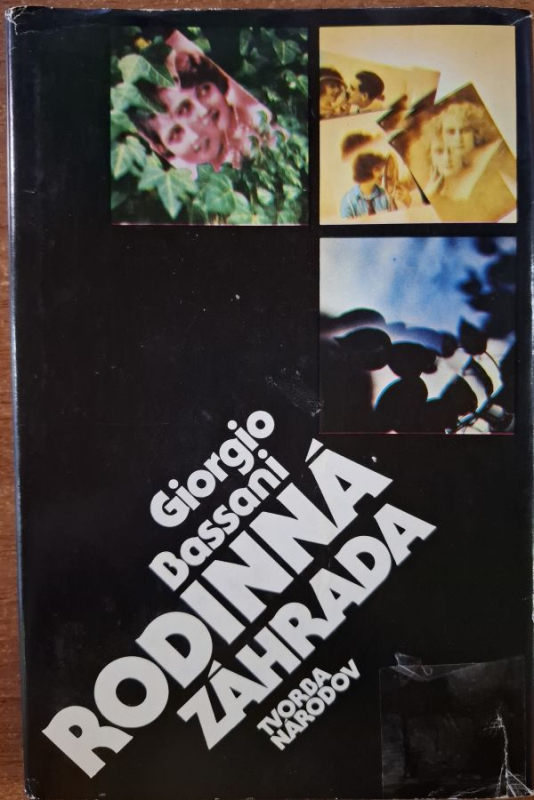 Giorgio
Bassani
RODINNÁ
ZÁHRADA
TVORBA
NÁRODOV